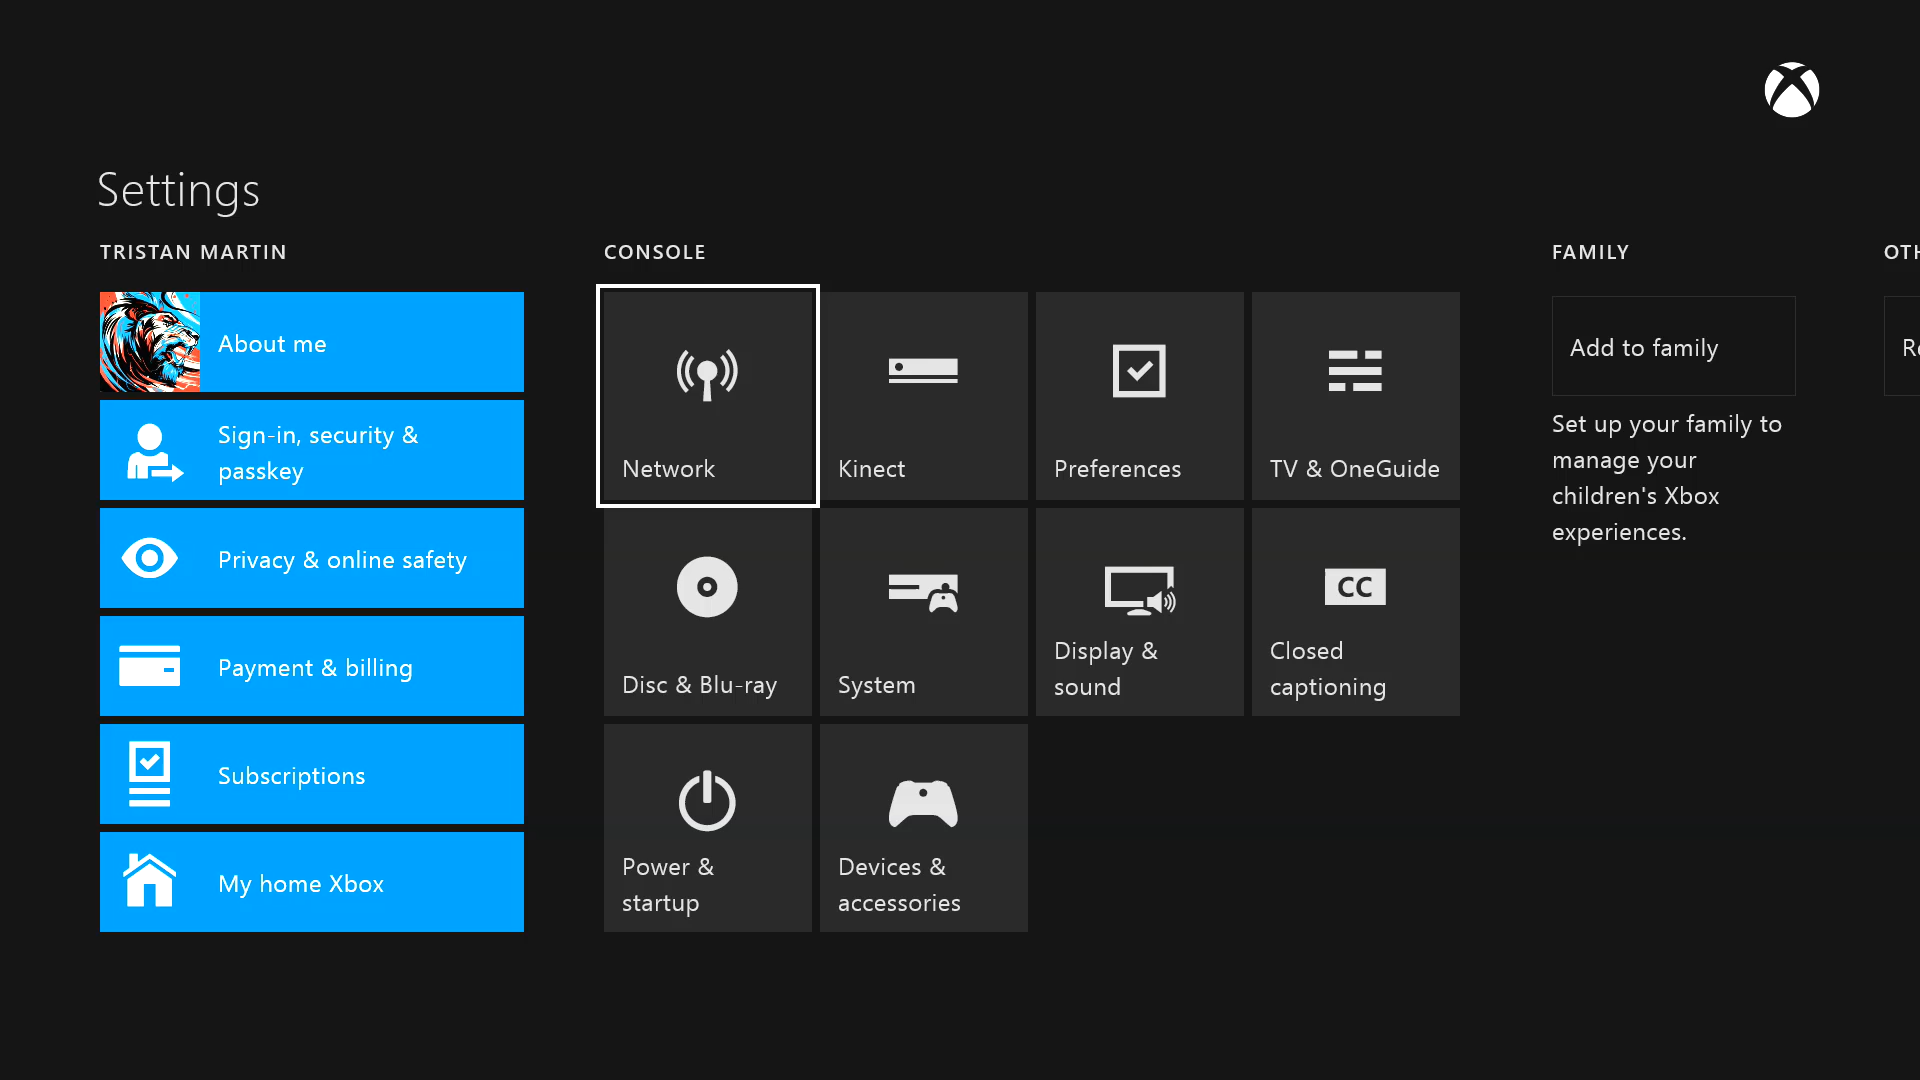 Settings
TRISTAN MARTIN
About me
Sign-in, security &
passkey
Privacy & online safety
Payment & billing
Subscriptions
My home Xbox
CONSOLE
Network
Kinect
Preferences
TV & OneGuide
Disc & Blu-ray
System
Display &
sound
CC
Closed
captioning
Power &
startup
Devices &
accessories
FAMILY
Add to family
Set up your family to
manage your
children's Xbox
experiences.